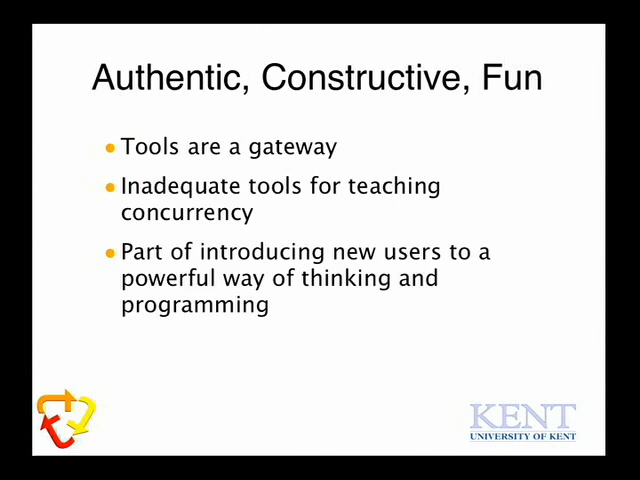 Authentic, Constructive, Fun
Tools are a gateway
Inadequate tools for teaching
concurrency
Part of introducing new users to a
powerful way of thinking and
programming
KENT
UNIVERSITY OF KENT